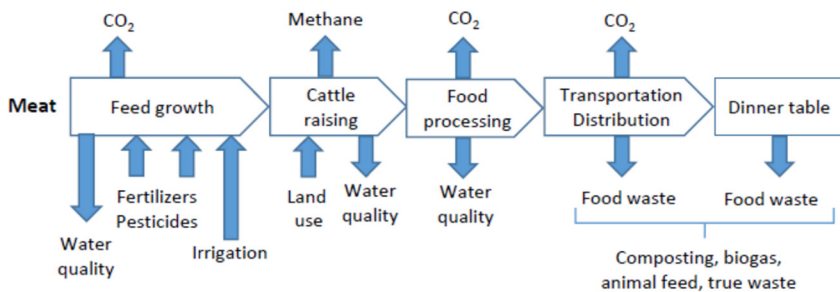 CO₂
Methane
CO₂
CO₂
Meat
Feed growth
Cattle
raising
Food
processing
Transportation
Distribution
Dinner table
Fertilizers
Pesticides
Land
use
Water
quality
Water
quality
Food waste
Food waste
Water
quality
Irrigation
Composting, biogas,
animal feed, true waste